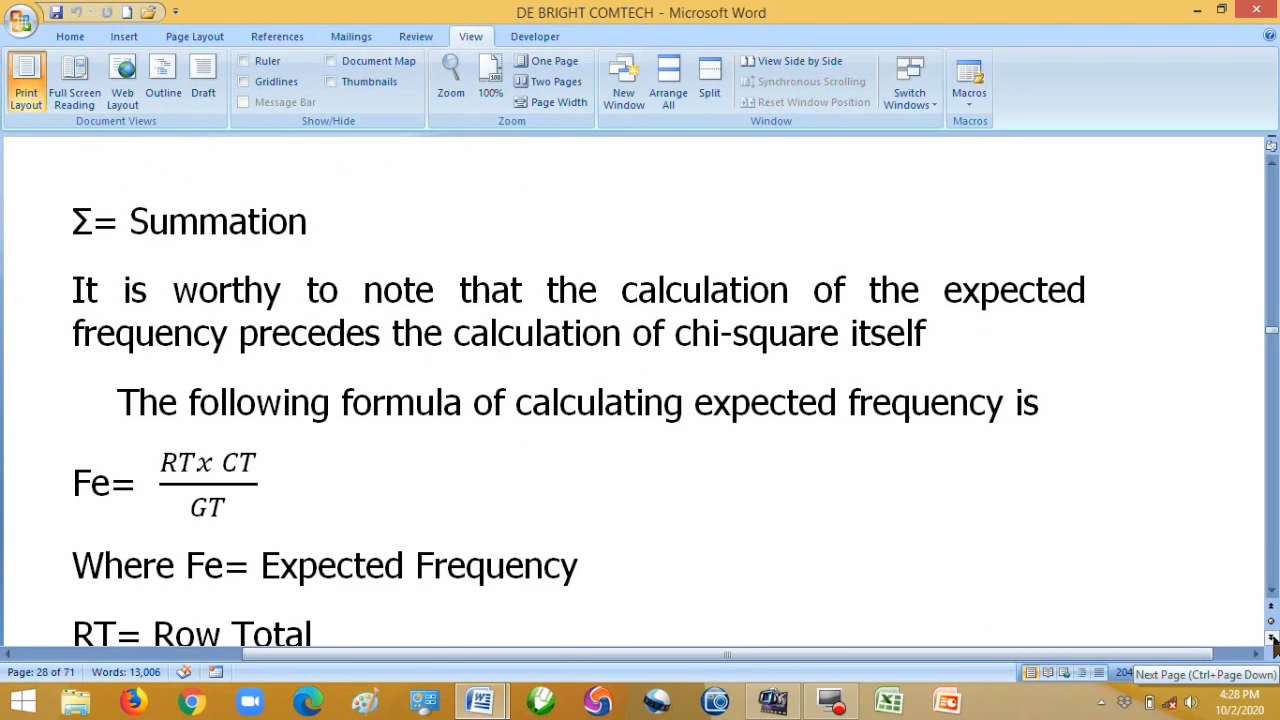 DE BRIGHT COMTECH - Microsoft Word
Home Insert Page Layout References Mailings Review View Developer
Ruler Document Map One Page View Side by Side
Gridlines Thumbnails Two Pages Synchronous Scrolling
Message Bar Page Width Reset Window Position
Print Layout Full Screen Reading Web Layout Outline Draft Zoom 100% New Window Arrange All Split Switch Windows Macros
Document Views Show/Hide Zoom Window Macros
Σ= Summation
It is worthy to note that the calculation of the expected
frequency precedes the calculation of chi-square itself
The following formula of calculating expected frequency is
Fe= RTx CT
GT
Where Fe= Expected Frequency
RT= Row Total
Page: 28 of 71 Words: 13,006 204
Next Page (Ctrl+Page Down)
4:28 PM
10/2/2020